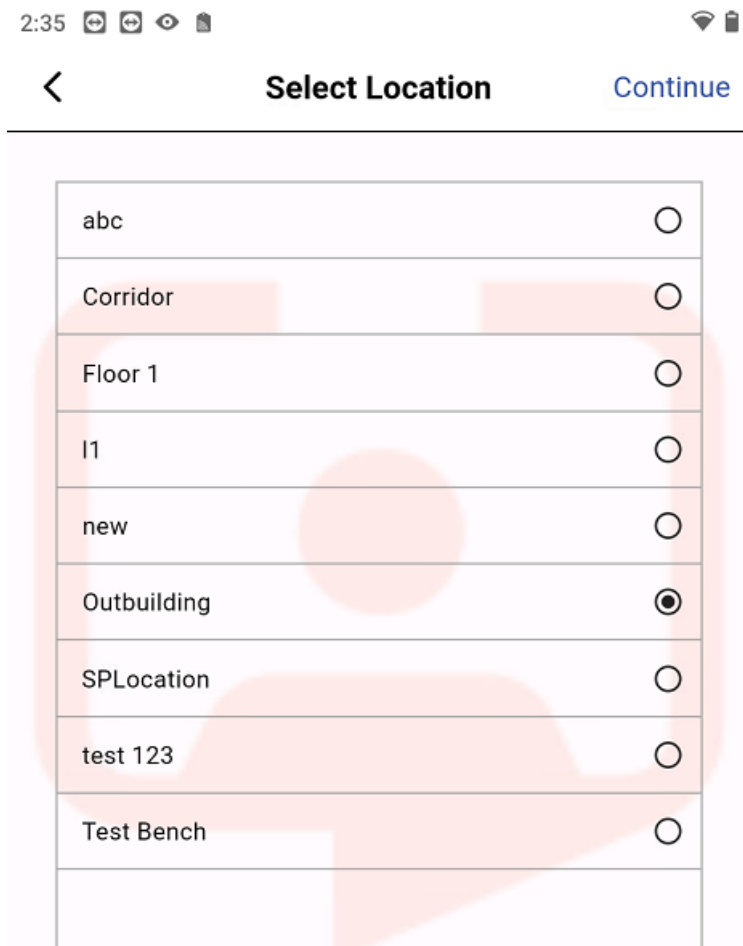 2:35
Select Location
Continue
abc
Corridor
Floor 1
l1
new
Outbuilding
SPLocation
test 123
Test Bench